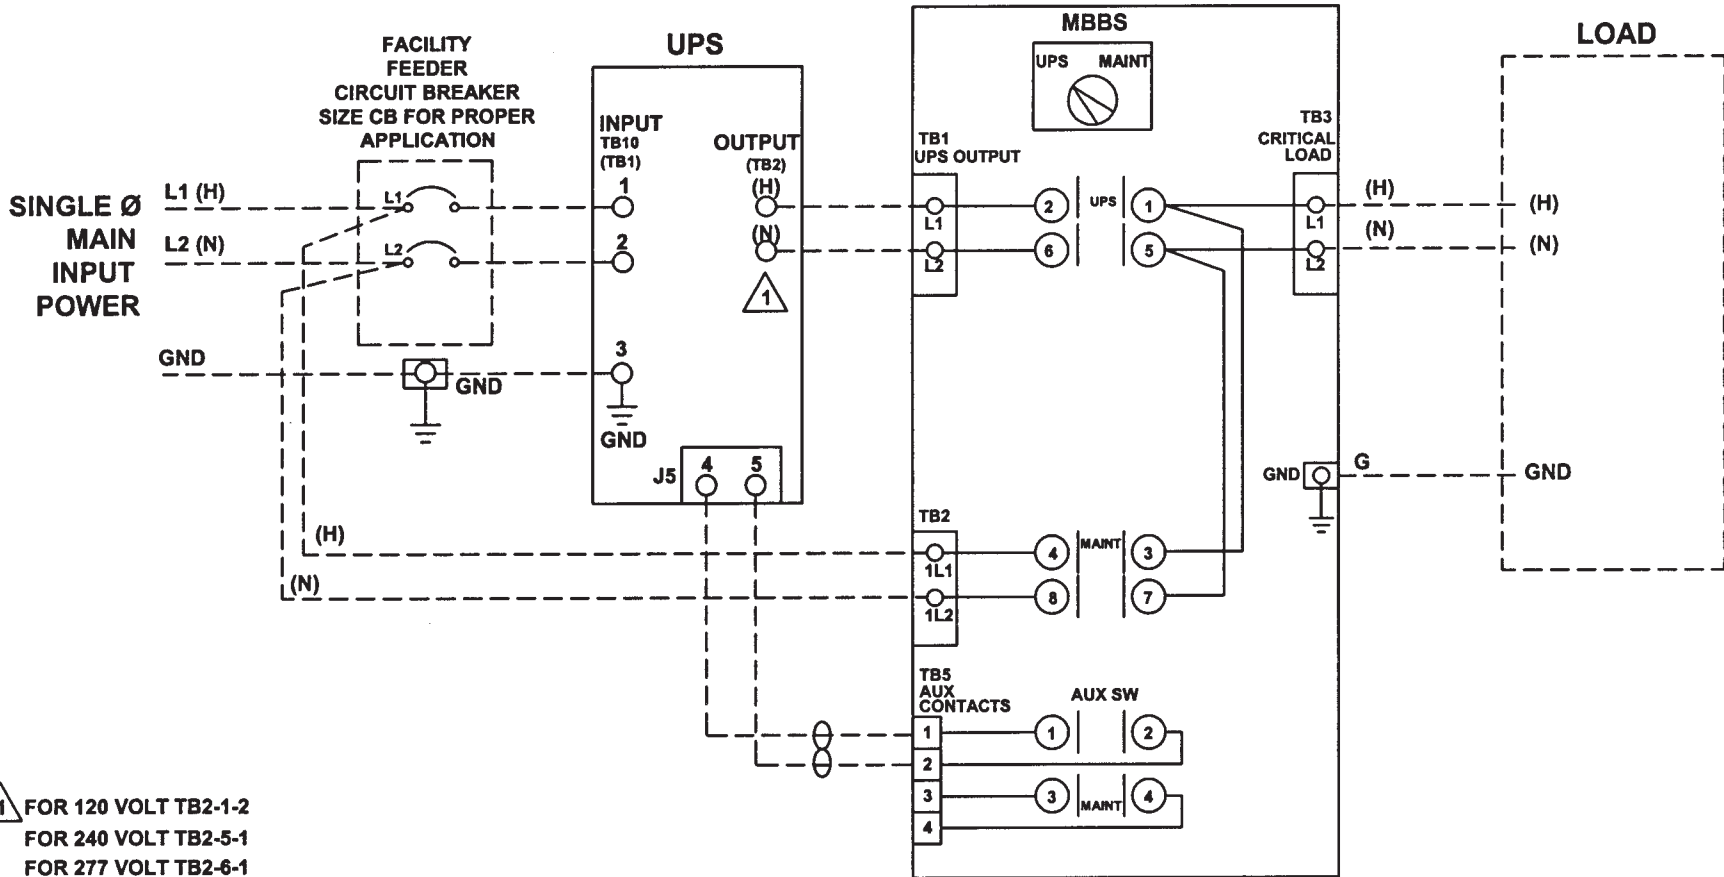 FACILITY
FEEDER
CIRCUIT BREAKER
SIZE CB FOR PROPER
APPLICATION
SINGLE Ø
MAIN
INPUT
POWER
L1 (H)
L2 (N)
GND
L1
L2
GND
UPS
INPUT
TB10
(TB1)
1
2
3
GND
OUTPUT
(TB2)
(H)
(N)
1
J5
4
5
(H)
(N)
MBBS
UPS MAINT
TB1
UPS OUTPUT
L1
L2
2
UPS
1
6
5
TB3
CRITICAL
LOAD
L1
L2
(H)
(N)
GND
G
TB2
1L1
1L2
4
MAINT
3
8
7
TB5
AUX
CONTACTS
1
2
3
4
AUX SW
1
2
3
MAINT
4
LOAD
(H)
(N)
GND
1 FOR 120 VOLT TB2-1-2
FOR 240 VOLT TB2-5-1
FOR 277 VOLT TB2-6-1